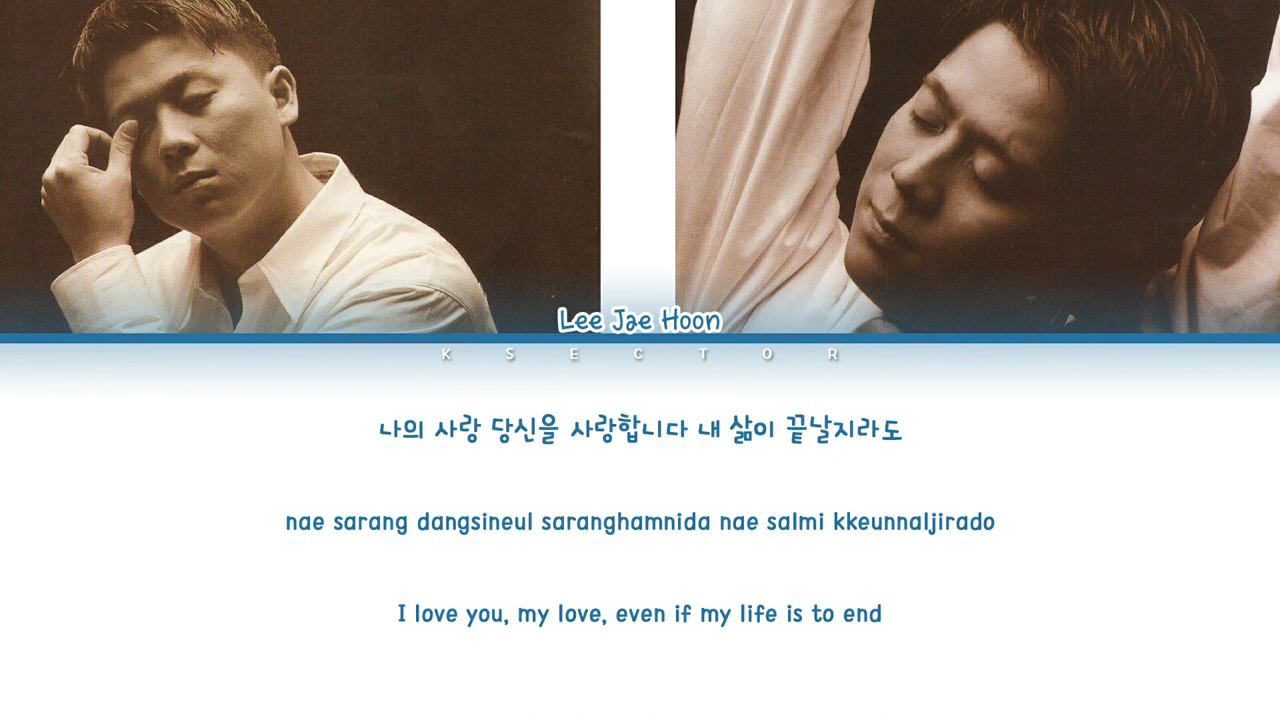 Lee Jae Hoon
K S E C T O R
나의 사랑 당신을 사랑합니다 내 삶이 끝날지라도
nae sarang dangsineul saranghamnida nae salmi kkeunnaljirado
I love you, my love, even if my life is to end